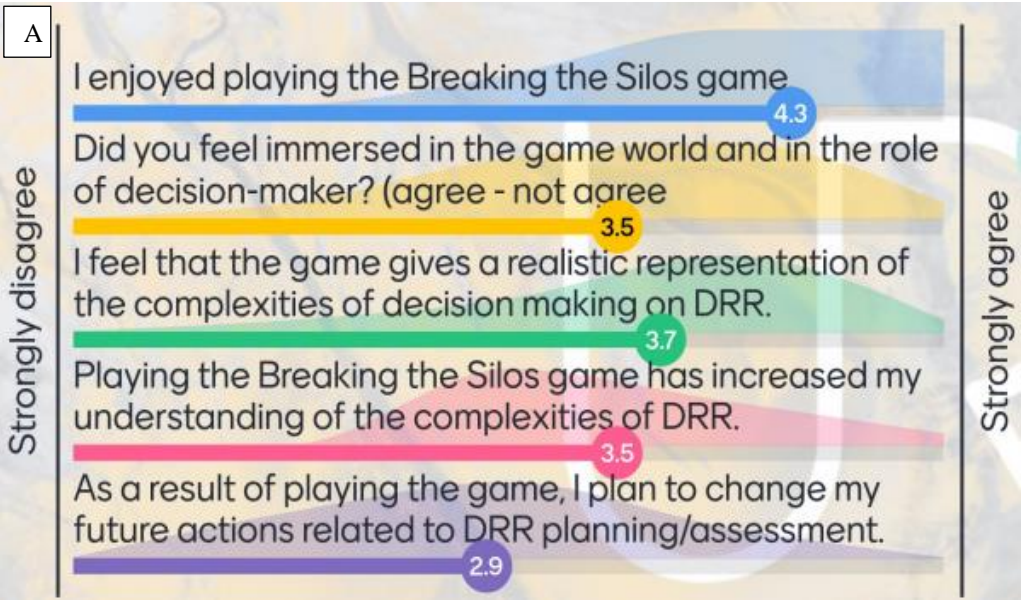 A
Strongly disagree
I enjoyed playing the Breaking the Silos game
4.3
Did you feel immersed in the game world and in the role
of decision-maker? (agree - not agree
3.5
I feel that the game gives a realistic representation of
the complexities of decision making on DRR.
3.7
Playing the Breaking the Silos game has increased my
understanding of the complexities of DRR.
3.5
As a result of playing the game, I plan to change my
future actions related to DRR planning/assessment.
2.9
Strongly agree